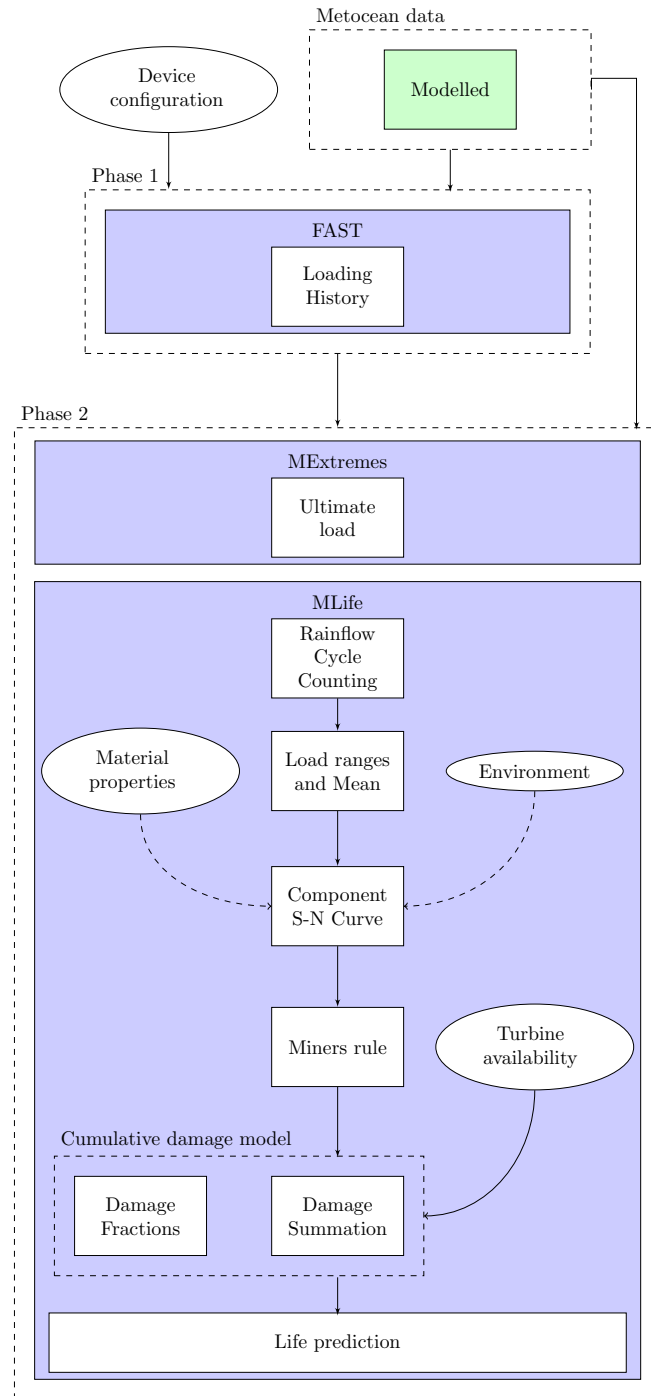 Metocean data
Device
configuration
Modelled
Phase 1
FAST
Loading
History
Phase 2
MExtremes
Ultimate
load
MLife
Rainflow
Cycle
Counting
Material
properties
Load ranges
and Mean
Environment
Component
S-N Curve
Miners rule
Turbine
availability
Cumulative damage model
Damage
Fractions
Damage
Summation
Life prediction